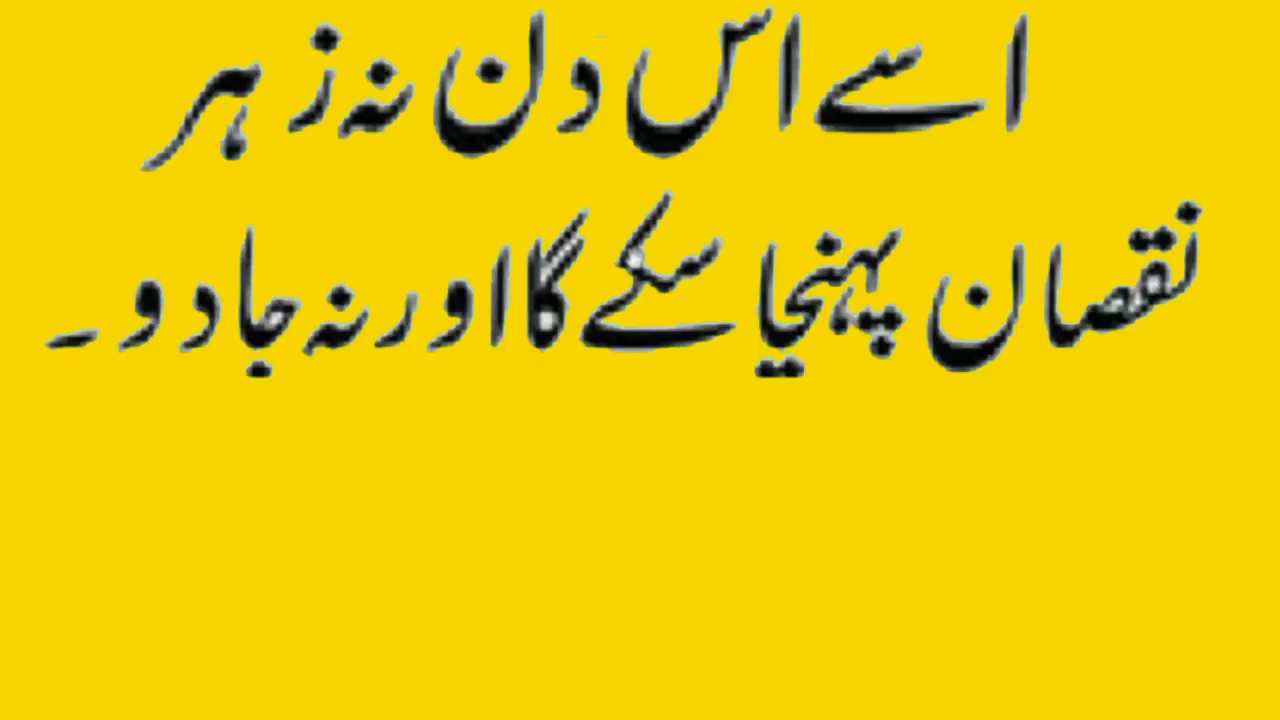 اسے اس دن نہ زہر
نقصان پہنچا سکے گا اور نہ جادو۔